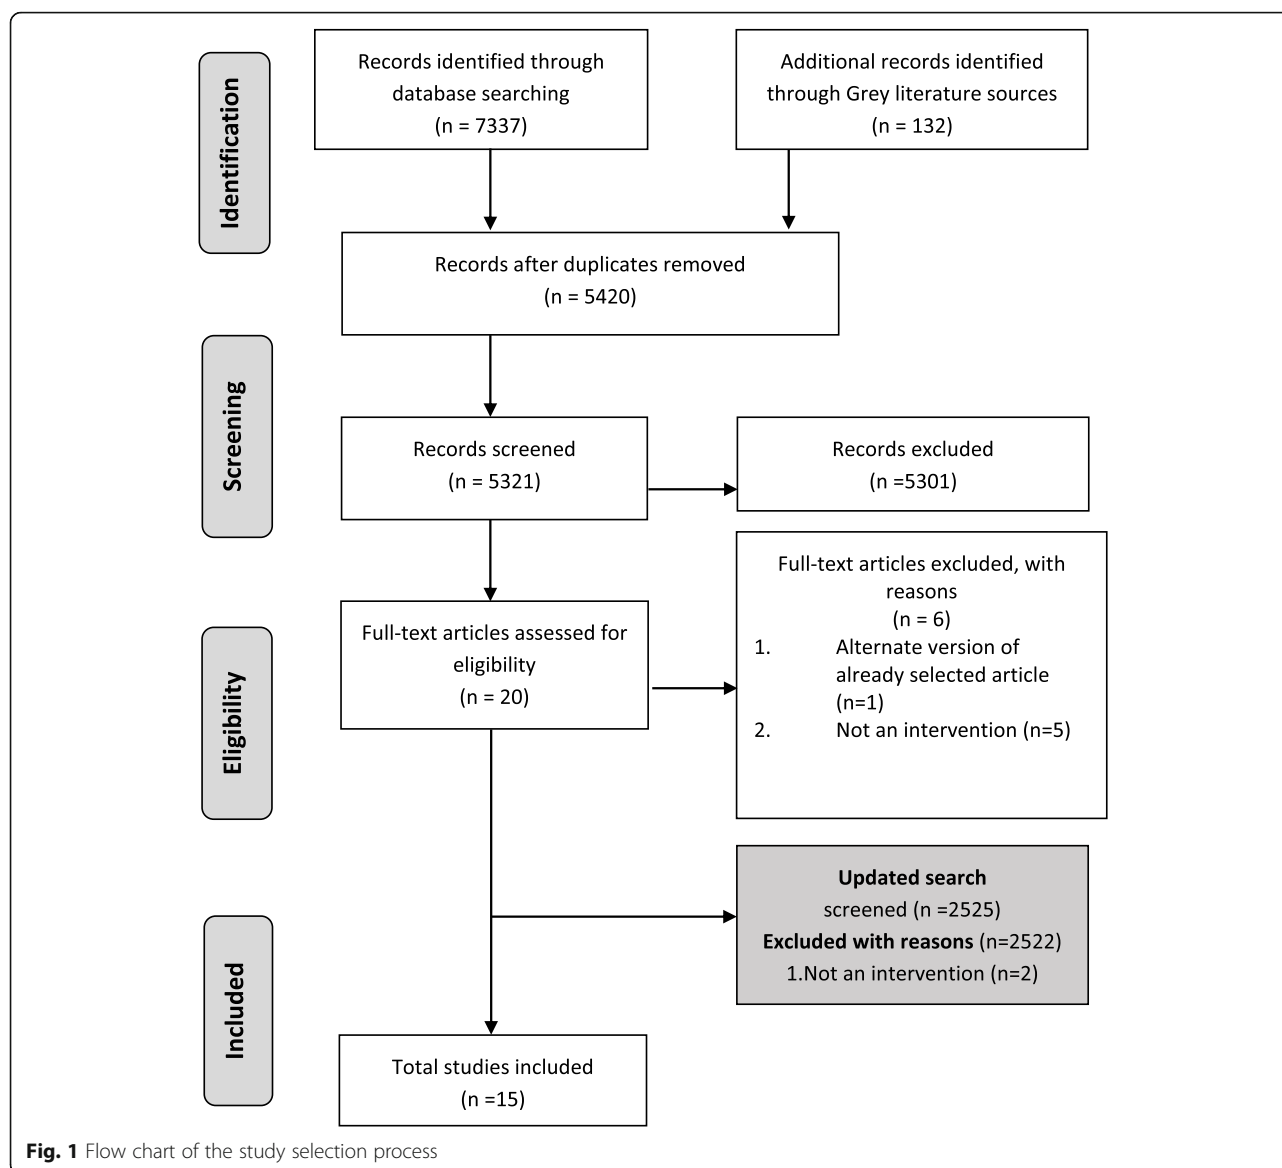 Identification
Records identified through
database searching
(n = 7337)
Additional records identified
through Grey literature sources
(n = 132)
Records after duplicates removed
(n = 5420)
Screening
Records screened
(n = 5321)
Records excluded
(n =5301)
Eligibility
Full-text articles assessed for
eligibility
(n = 20)
Full-text articles excluded, with
reasons
(n = 6)
1. Alternate version of
already selected article
(n=1)
2. Not an intervention (n=5)
Updated search
screened (n =2525)
Excluded with reasons (n=2522)
1.Not an intervention (n=2)
Included
Total studies included
(n =15)
Fig. 1 Flow chart of the study selection process